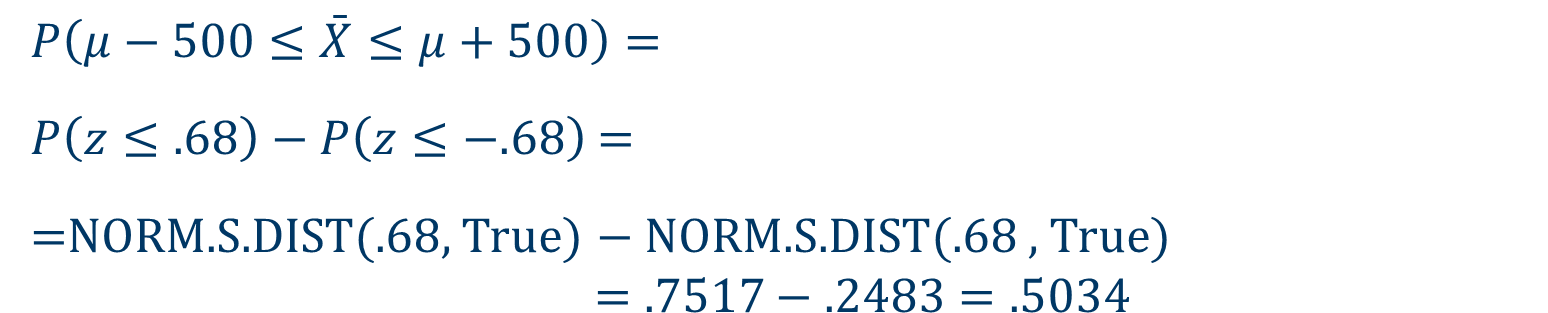 P(μ − 500 ≤ X̄ ≤ μ + 500) =
P(z ≤ .68) − P(z ≤ −.68) =
=NORM.S.DIST(.68, True) − NORM.S.DIST(.68 , True)
= .7517 − .2483 = .5034